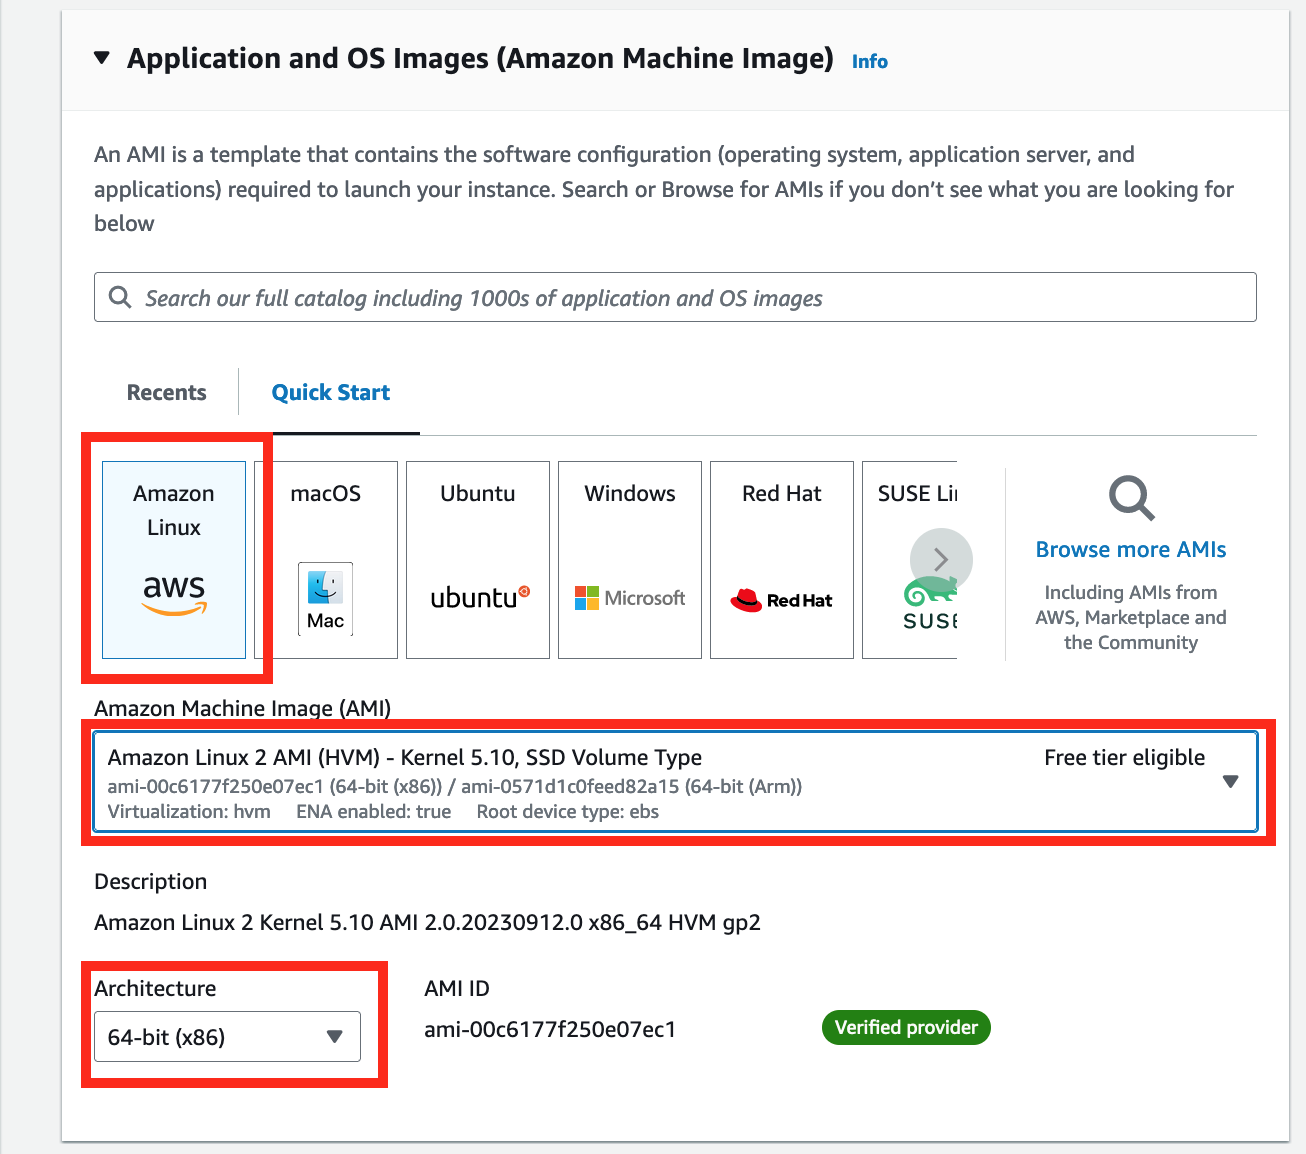 Application and OS Images (Amazon Machine Image) Info
An AMI is a template that contains the software configuration (operating system, application server, and
applications) required to launch your instance. Search or Browse for AMIs if you don’t see what you are looking for
below
Search our full catalog including 1000s of application and OS images
Recents
Quick Start
Amazon
Linux
aws
macOS
Mac
Ubuntu
ubuntu
Windows
Microsoft
Red Hat
Red Hat
SUSE Li
SUSE
Browse more AMIs
Including AMIs from
AWS, Marketplace and
the Community
Amazon Machine Image (AMI)
Amazon Linux 2 AMI (HVM) - Kernel 5.10, SSD Volume Type
Free tier eligible
ami-00c6177f250e07ec1 (64-bit (x86)) / ami-0571d1c0feed82a15 (64-bit (Arm))
Virtualization: hvm ENA enabled: true Root device type: ebs
Description
Amazon Linux 2 Kernel 5.10 AMI 2.0.20230912.0 x86_64 HVM gp2
Architecture
64-bit (x86)
AMI ID
ami-00c6177f250e07ec1
Verified provider